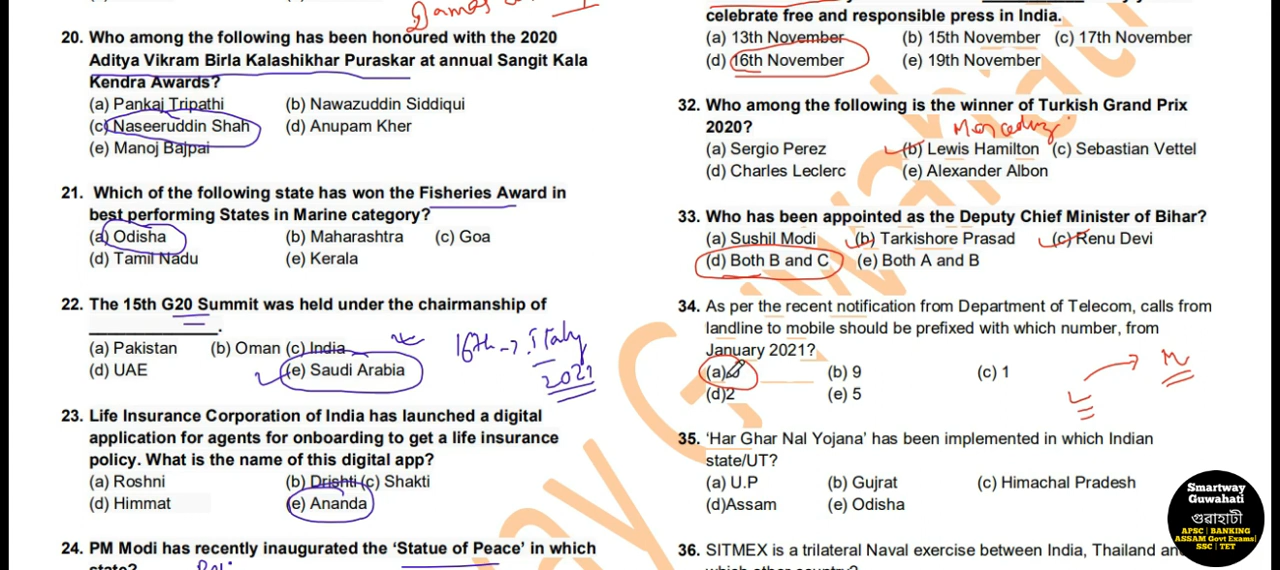 20. Who among the following has been honoured with the 2020
Aditya Vikram Birla Kalashikhar Puraskar at annual Sangit Kala
Kendra Awards?
(a) Pankaj Tripathi (b) Nawazuddin Siddiqui
(c) Naseeruddin Shah (d) Anupam Kher
(e) Manoj Bajpai
21. Which of the following state has won the Fisheries Award in
best performing States in Marine category?
(a) Odisha (b) Maharashtra (c) Goa
(d) Tamil Nadu (e) Kerala
22. The 15th G20 Summit was held under the chairmanship of
____________.
(a) Pakistan (b) Oman (c) India
(d) UAE (e) Saudi Arabia
16th → Italy
2021
23. Life Insurance Corporation of India has launched a digital
application for agents for onboarding to get a life insurance
policy. What is the name of this digital app?
(a) Roshni (b) Drishti (c) Shakti
(d) Himmat (e) Ananda
24. PM Modi has recently inaugurated the ‘Statue of Peace’ in which
state?
celebrate free and responsible press in India.
(a) 13th November (b) 15th November (c) 17th November
(d) 16th November (e) 19th November
32. Who among the following is the winner of Turkish Grand Prix
2020?
(a) Sergio Perez (b) Lewis Hamilton (c) Sebastian Vettel
(d) Charles Leclerc (e) Alexander Albon
33. Who has been appointed as the Deputy Chief Minister of Bihar?
(a) Sushil Modi (b) Tarkishore Prasad (c) Renu Devi
(d) Both B and C (e) Both A and B
34. As per the recent notification from Department of Telecom, calls from
landline to mobile should be prefixed with which number, from
January 2021?
(a) (b) 9 (c) 1
(d)2 (e) 5
L → M
35. ‘Har Ghar Nal Yojana’ has been implemented in which Indian
state/UT?
(a) U.P (b) Gujrat (c) Himachal Pradesh
(d)Assam (e) Odisha
36. SITMEX is a trilateral Naval exercise between India, Thailand
Smartway
Guwahati
গুৱাহাটী
APSC | BANKING
ASSAM Govt Exams|
SSC | TET